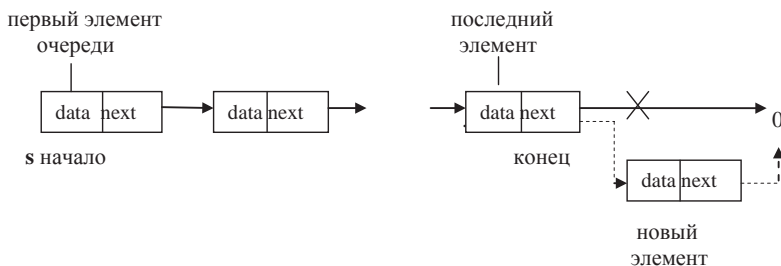 первый элемент
очереди
последний
элемент
data next
data next
data next
0
s начало
конец
data next
новый
элемент